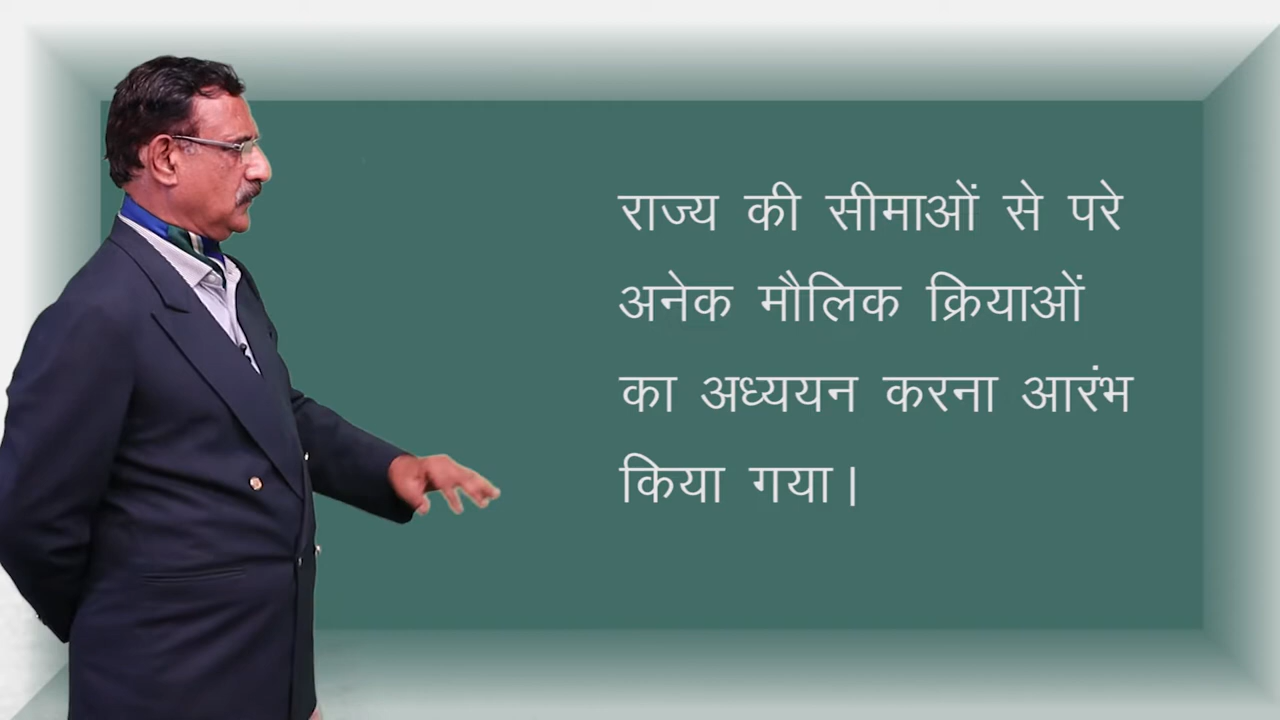 राज्य की सीमाओं से परे
अनेक मौलिक क्रियाओं
का अध्ययन करना आरंभ
किया गया।